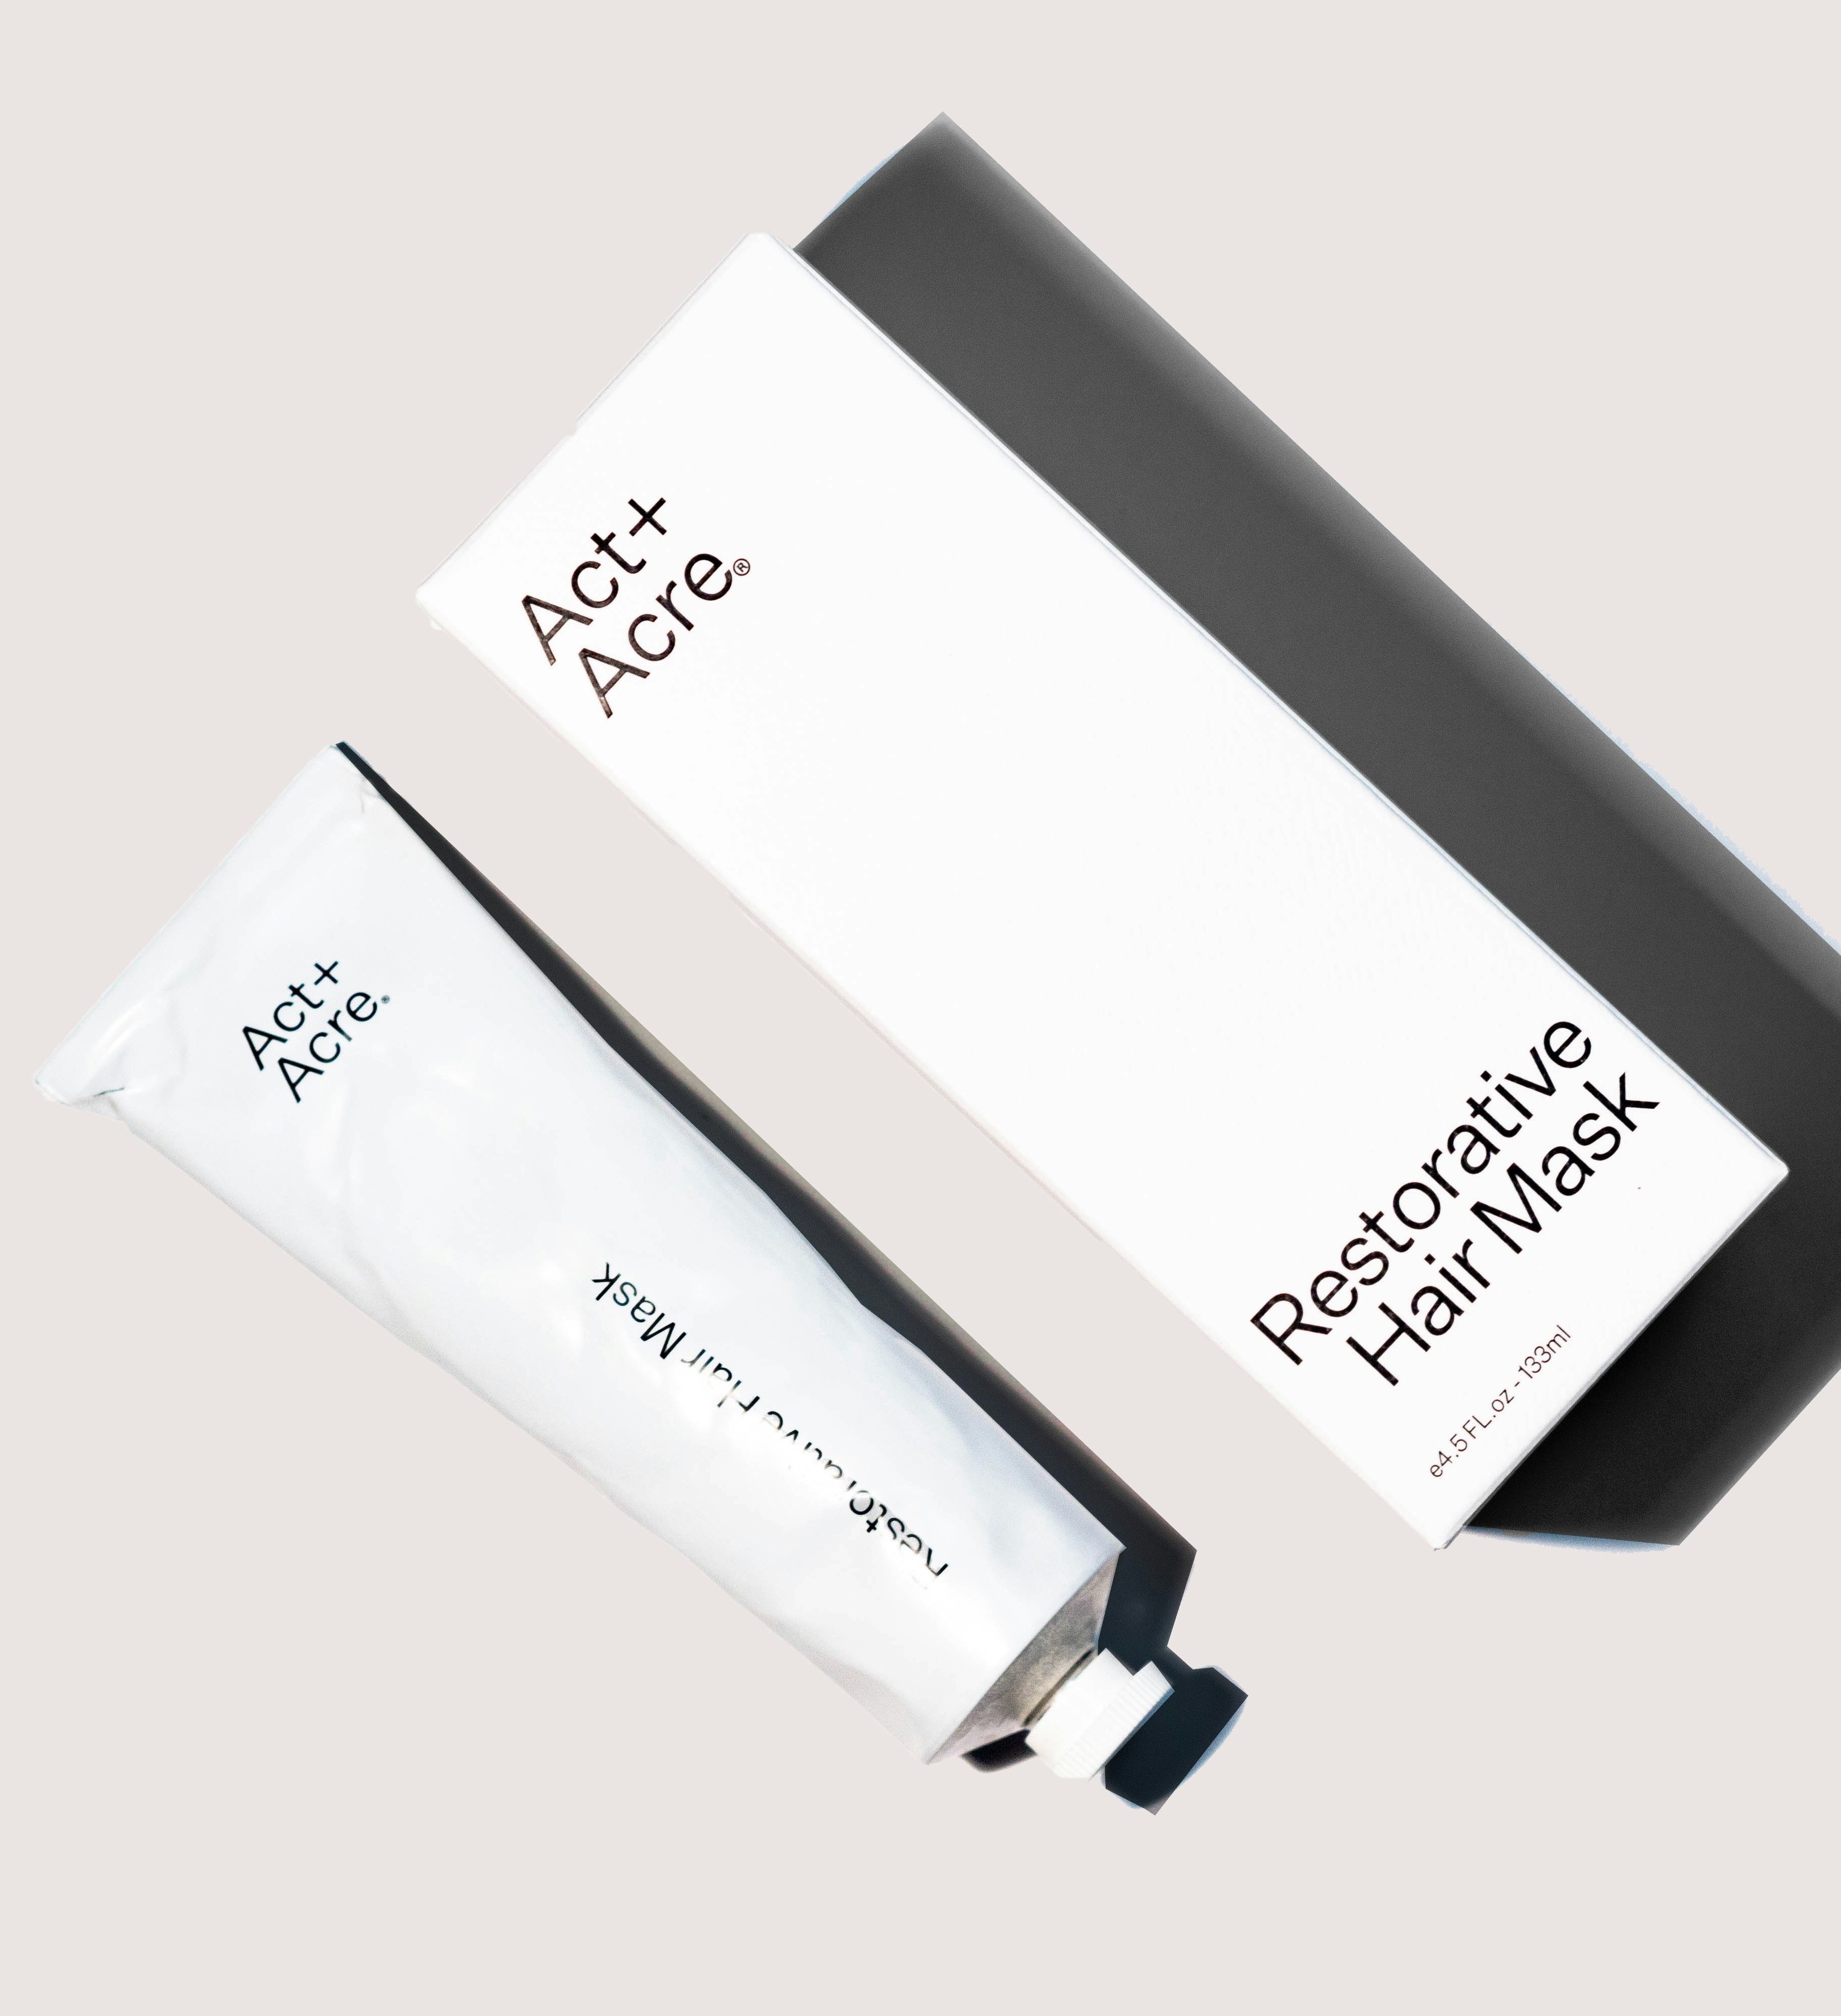 Act+
Acre®
Restorative
Hair Mask
e4.5 FL.oz - 133ml
Act+
Acre®
Restorative Hair Mask